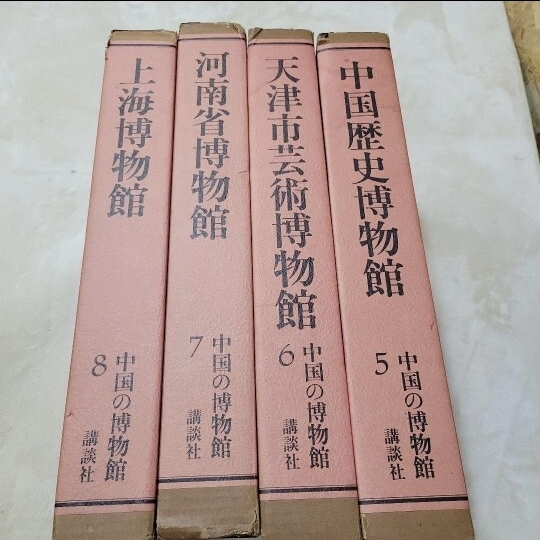 上海博物館
8 中国の博物館
講談社
河南省博物館
7 中国の博物館
講談社
天津市芸術博物館
6 中国の博物館
講談社
中国歴史博物館
5 中国の博物館
講談社